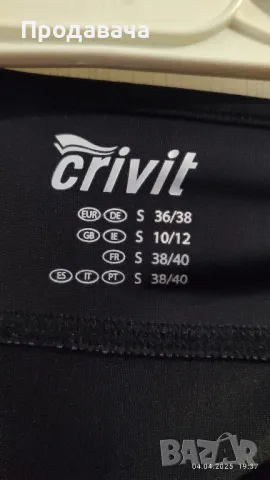 Продавача
crivit
EUR DE S 36/38
GB IE S 10/12
FR S 38/40
ES IT PT S 38/40
04.04.2025 19:37
BAZAR